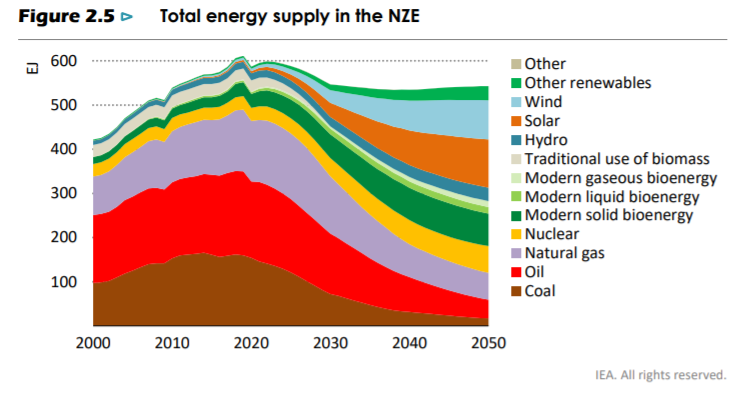 Figure 2.5 ▷ Total energy supply in the NZE
EJ
600
500
400
300
200
100
2000 2010 2020 2030 2040 2050
Other
Other renewables
Wind
Solar
Hydro
Traditional use of biomass
Modern gaseous bioenergy
Modern liquid bioenergy
Modern solid bioenergy
Nuclear
Natural gas
Oil
Coal
IEA. All rights reserved.